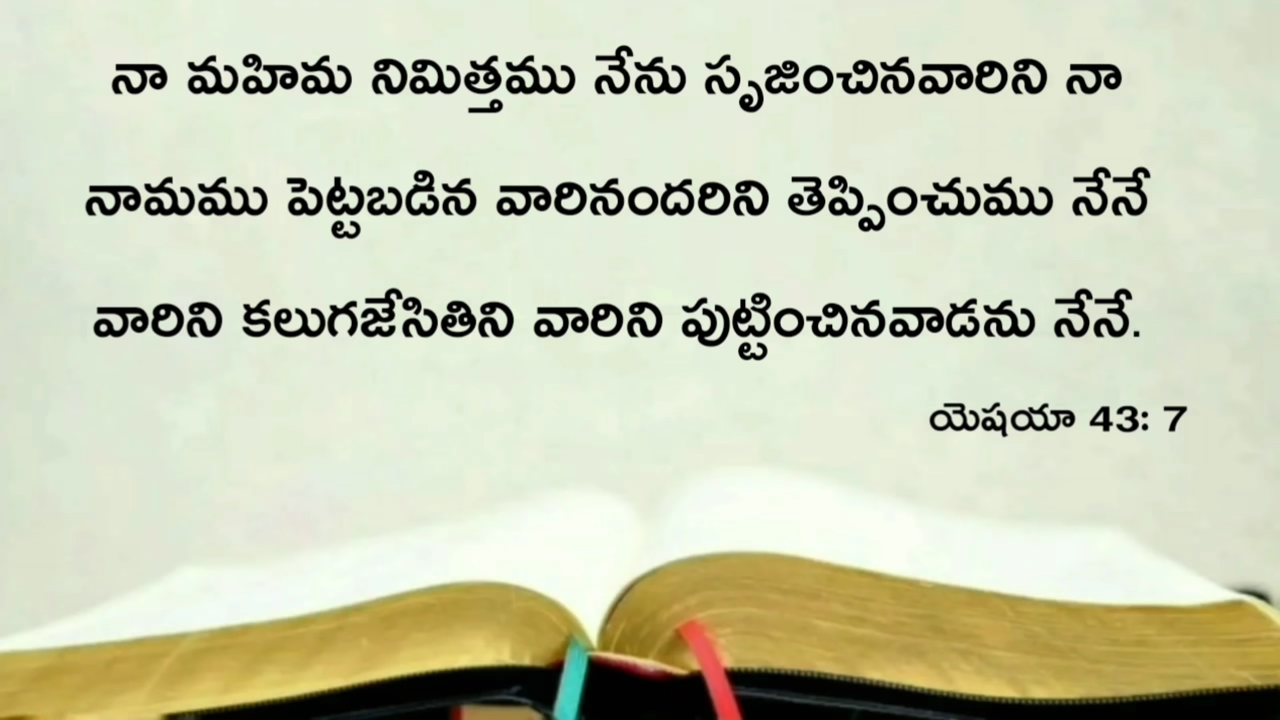 నా మహిమ నిమిత్తము నేను సృజించినవారిని నా
నామము పెట్టబడిన వారినందరిని తెప్పించుము నేనే
వారిని కలుగజేసితిని వారిని పుట్టించినవాడను నేనే.
యెషయా 43: 7